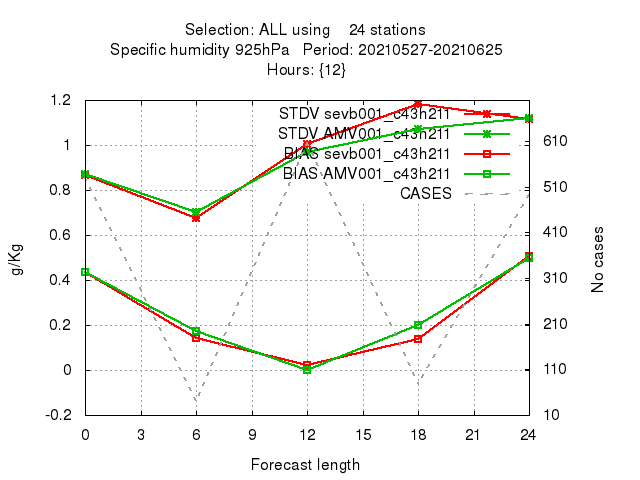 Selection: ALL using 24 stations
Specific humidity 925hPa Period: 20210527-20210625
Hours: {12}
STDV sevb001_c43h211
STDV AMV001_c43h211
BIAS sevb001_c43h211
BIAS AMV001_c43h211
CASES
1.2
1
0.8
0.6
0.4
0.2
0
-0.2
g/Kg
610
510
410
310
210
110
10
No cases
0 3 6 9 12 15 18 21 24
Forecast length